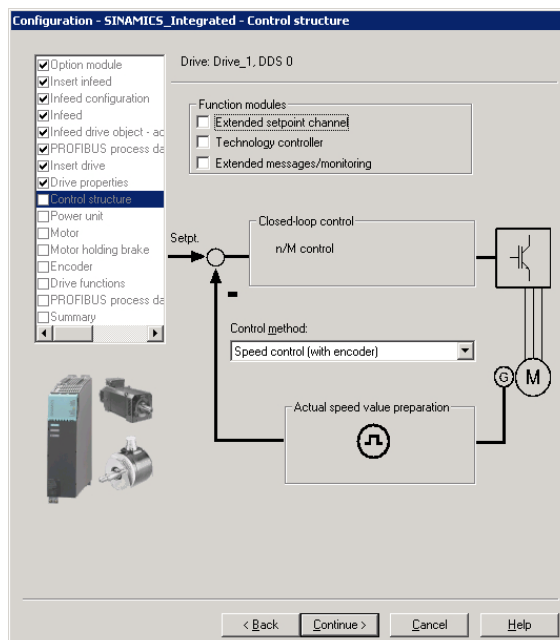 Configuration - SINAMICS_Integrated - Control structure
Option module
Insert infeed
Infeed configuration
Infeed
Infeed drive object - ac
PROFIBUS process da
Insert drive
Drive properties
Control structure
Power unit
Motor
Motor holding brake
Encoder
Drive functions
PROFIBUS process da
Summary
Drive: Drive_1, DDS 0
Function modules
Extended setpoint channel
Technology controller
Extended messages/monitoring
Setpt.
Closed-loop control
n/M control
Control method:
Speed control (with encoder)
G
M
Actual speed value preparation
< Back
Continue >
Cancel
Help